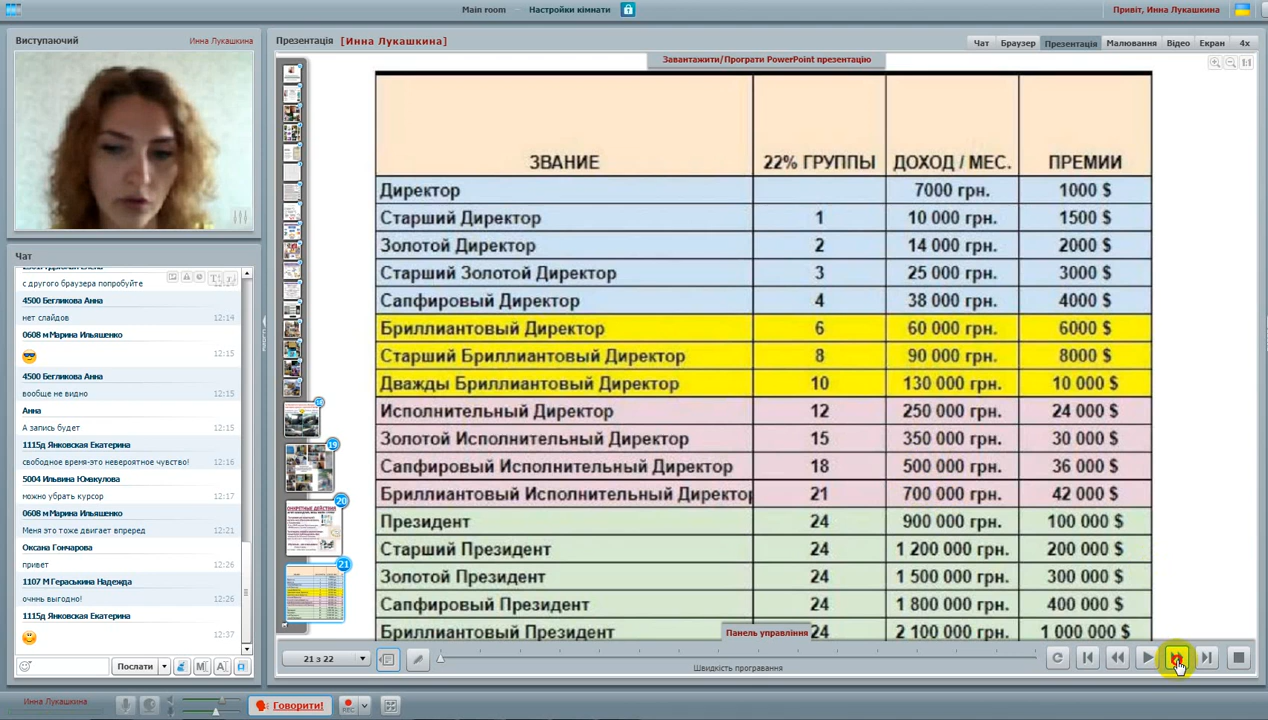 Main room
Настройки кімнати
Привіт, Инна Лукашкина
Виступаючий
Инна Лукашкина
Презентація [Инна Лукашкина]
Чат
Браузер
Презентація
Малювання
Відео
Екран
4x
Завантажити/Програти PowerPoint презентацію
1:1
ЗВАНИЕ 22% ГРУППЫ ДОХОД / МЕС. ПРЕМИИ
Директор 7000 грн. 1000 $
Старший Директор 1 10 000 грн. 1500 $
Золотой Директор 2 14 000 грн. 2000 $
Старший Золотой Директор 3 25 000 грн. 3000 $
Сапфировый Директор 4 38 000 грн. 4000 $
Бриллиантовый Директор 6 60 000 грн. 6000 $
Старший Бриллиантовый Директор 8 90 000 грн. 8000 $
Дважды Бриллиантовый Директор 10 130 000 грн. 10 000 $
Исполнительный Директор 12 250 000 грн. 24 000 $
Золотой Исполнительный Директор 15 350 000 грн. 30 000 $
Сапфировый Исполнительный Директор 18 500 000 грн. 36 000 $
Бриллиантовый Исполнительный Директор 21 700 000 грн. 42 000 $
Президент 24 900 000 грн. 100 000 $
Старший Президент 24 1 200 000 грн. 200 000 $
Золотой Президент 24 1 500 000 грн. 300 000 $
Сапфировый Президент 24 1 800 000 грн. 400 000 $
Бриллиантовый Президент 24 2 100 000 грн. 1 000 000 $
Панель управління
18
19
20
КОНКРЕТНЫЕ ДЕЙСТВИЯ
21
21 з 22
Швидкість програвання
Чат
с другого браузера попробуйте
4500 Бегликова Анна
нет слайдов 12:14
0608 м Марина Ильяшенко
12:15
4500 Бегликова Анна
вообще не видно 12:15
Анна
А запись будет 12:15
1115д Янковская Екатерина
свободное время-это невероятное чувство! 12:16
5004 Ильвина Юмакулова
можно убрать курсор 12:17
0608 м Марина Ильяшенко
Меня это тоже двигает вперед 12:21
Оксана Гончарова
привет 12:26
1107 М Гераськина Надежда
очннь выгодно! 12:26
1115д Янковская Екатерина
12:37
Послати
Инна Лукашкина
Говорити!
REC